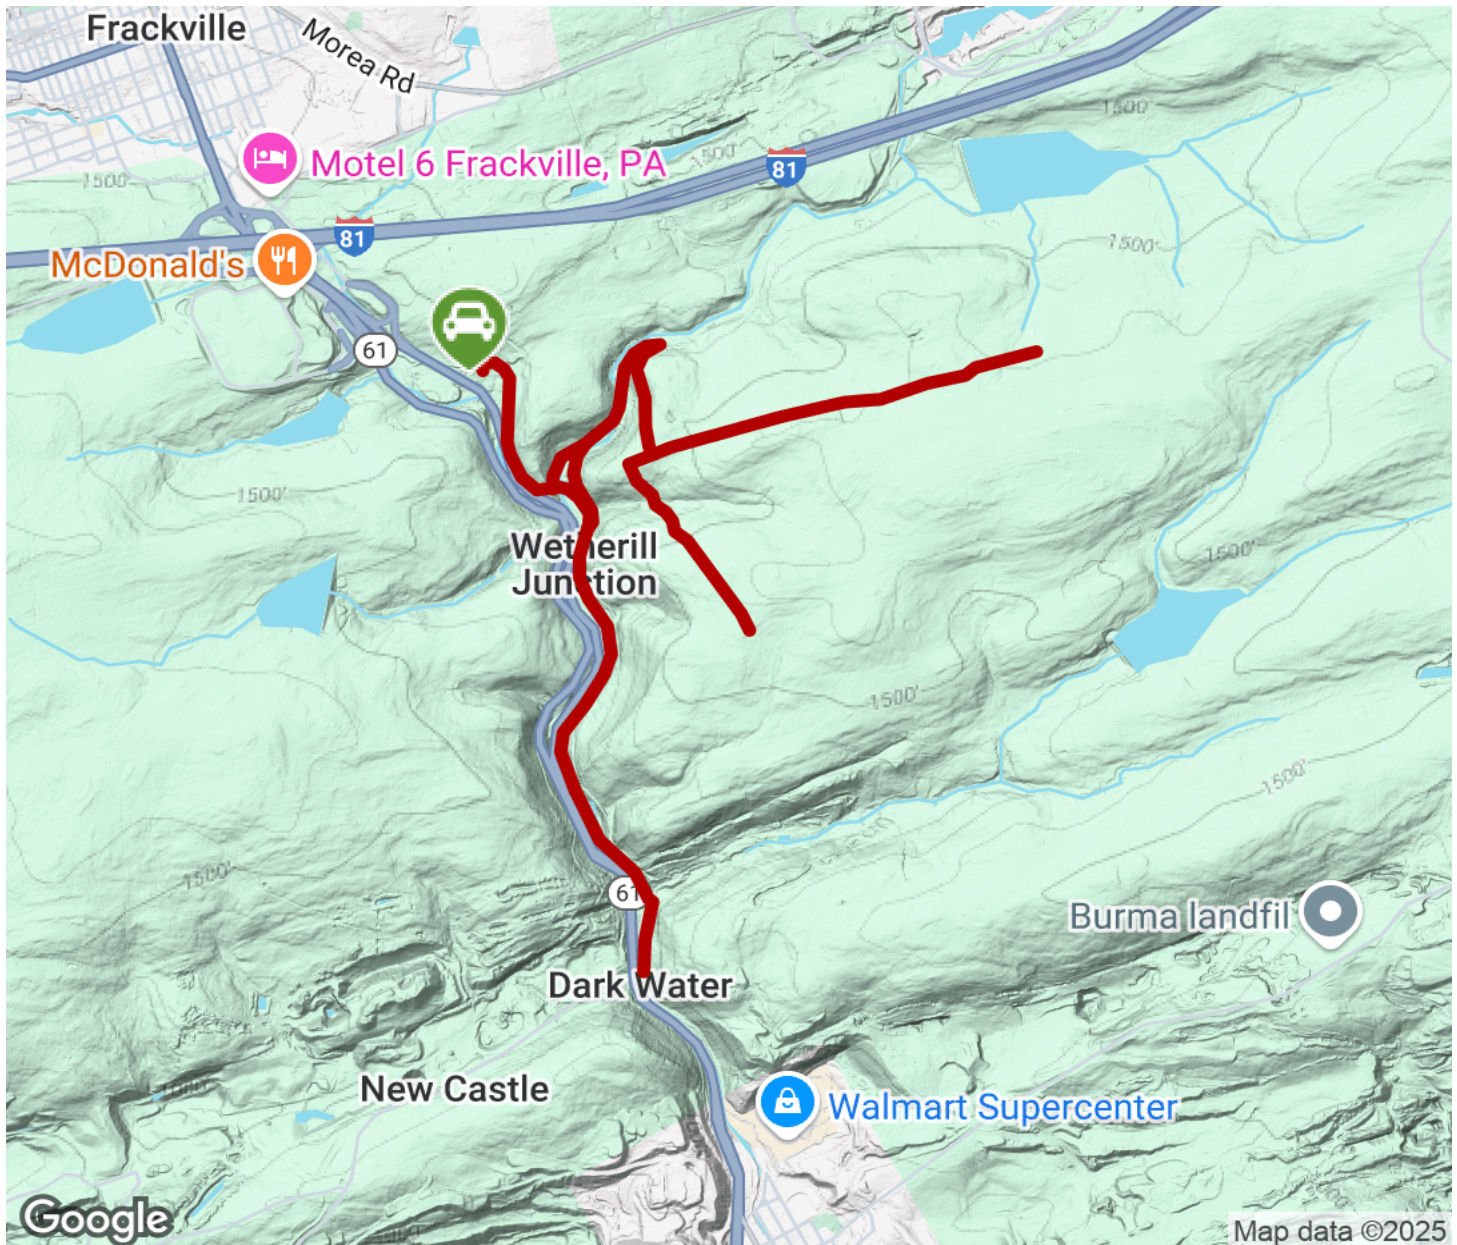 Frackville
Morea Rd
1500'
Motel 6 Frackville, PA
1500'
1500'
81
81
McDonald's
1500'
61
1500'
Wetherill
Junction
1500'
1500'
1500'
1500'
61
Burma landfil
Dark Water
New Castle
Walmart Supercenter
Google
Map data ©2025